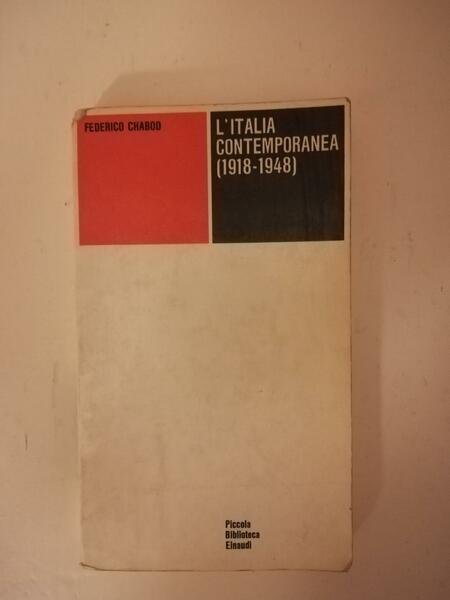 FEDERICO CHABOD
L'ITALIA
CONTEMPORANEA
(1918-1948)
Piccola
Biblioteca
Einaudi